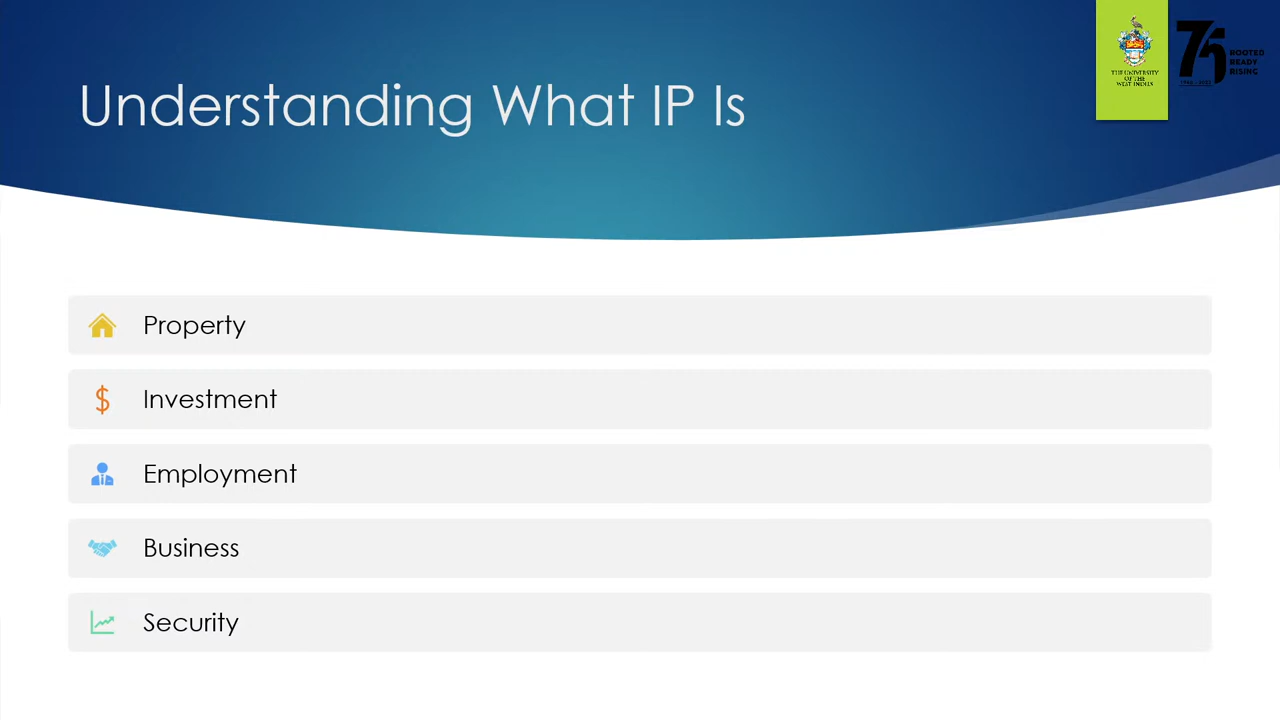 Understanding What IP Is
THE UNIVERSITY
OF THE
WEST INDIES
75
ROOTED
READY
RISING
Property
Investment
Employment
Business
Security